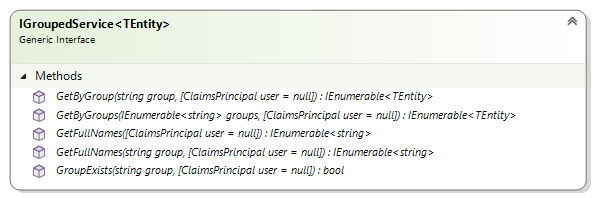 IGroupedService<TEntity>
Generic Interface
Methods
GetByGroup(string group, [ClaimsPrincipal user = null]) : IEnumerable<TEntity>
GetByGroups(IEnumerable<string> groups, [ClaimsPrincipal user = null]) : IEnumerable<TEntity>
GetFullNames([ClaimsPrincipal user = null]) : IEnumerable<string>
GetFullNames(string group, [ClaimsPrincipal user = null]) : IEnumerable<string>
GroupExists(string group, [ClaimsPrincipal user = null]) : bool